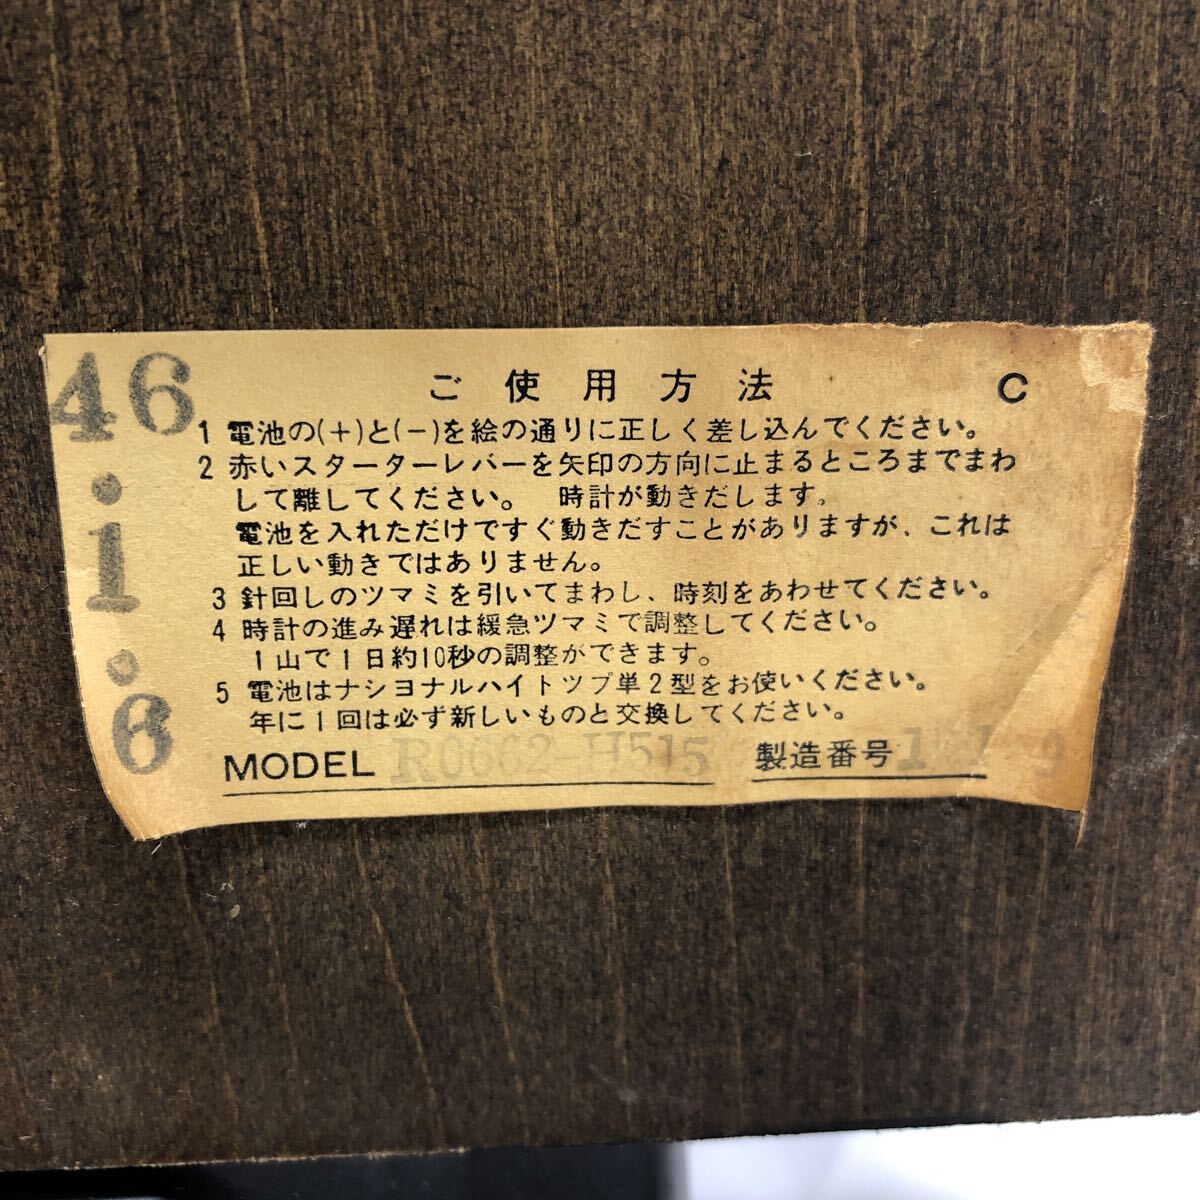 46
・
1
・
6
ご使用方法 C
1 電池の(+)と(−)を絵の通りに正しく差し込んでください。
2 赤いスターターレバーを矢印の方向に止まるところまでまわ
して離してください。 時計が動きだします。
電池を入れただけですぐ動きだすことがありますが、これは
正しい動きではありません。
3 針回しのツマミを引いてまわし、時刻をあわせてください。
4 時計の進み遅れは緩急ツマミで調整してください。
1山で1日約10秒の調整ができます。
5 電池はナショナルハイトップ単2型をお使いください。
年に1回は必ず新しいものと交換してください。
MODEL R0662-H515 製造番号